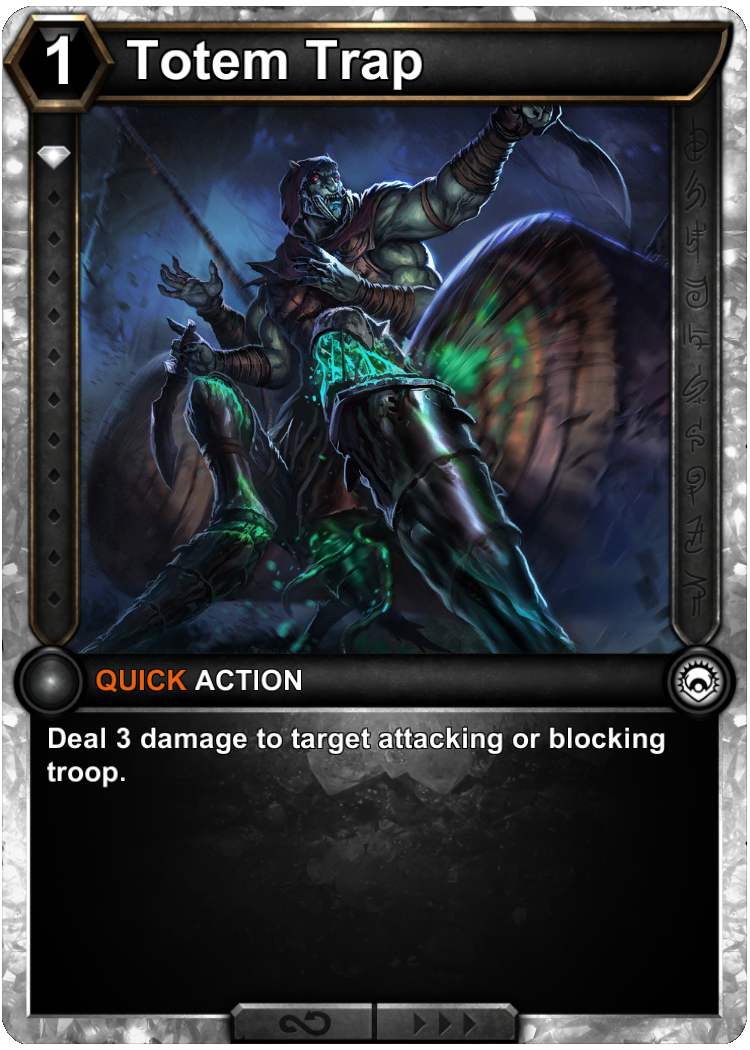 1 Totem Trap
QUICK ACTION
Deal 3 damage to target attacking or blocking
troop.